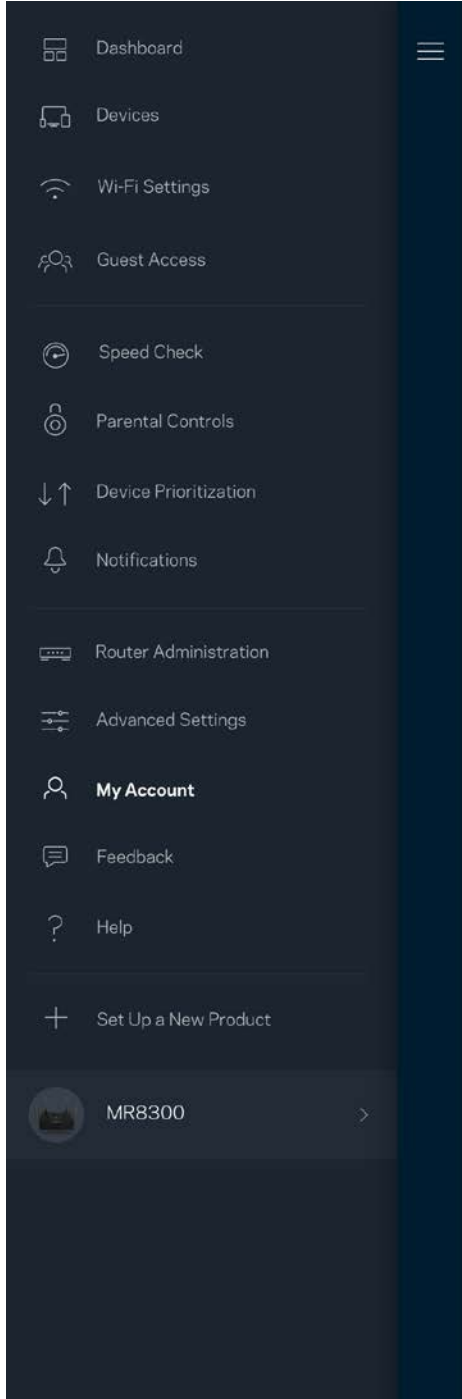 Dashboard
Devices
Wi-Fi Settings
Guest Access
Speed Check
Parental Controls
Device Prioritization
Notifications
Router Administration
Advanced Settings
My Account
Feedback
Help
Set Up a New Product
MR8300